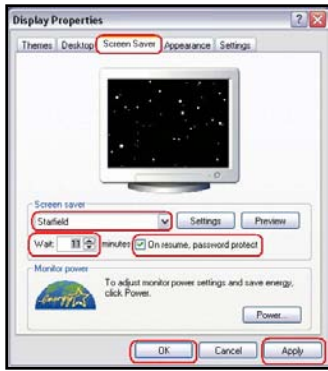 Display Properties
Themes Desktop Screen Saver Appearance Settings
Screen saver
Starfield Settings Preview
Wait: 11 minutes On resume, password protect
Monitor power
To adjust monitor power settings and save energy,
click Power.
Power...
OK Cancel Apply